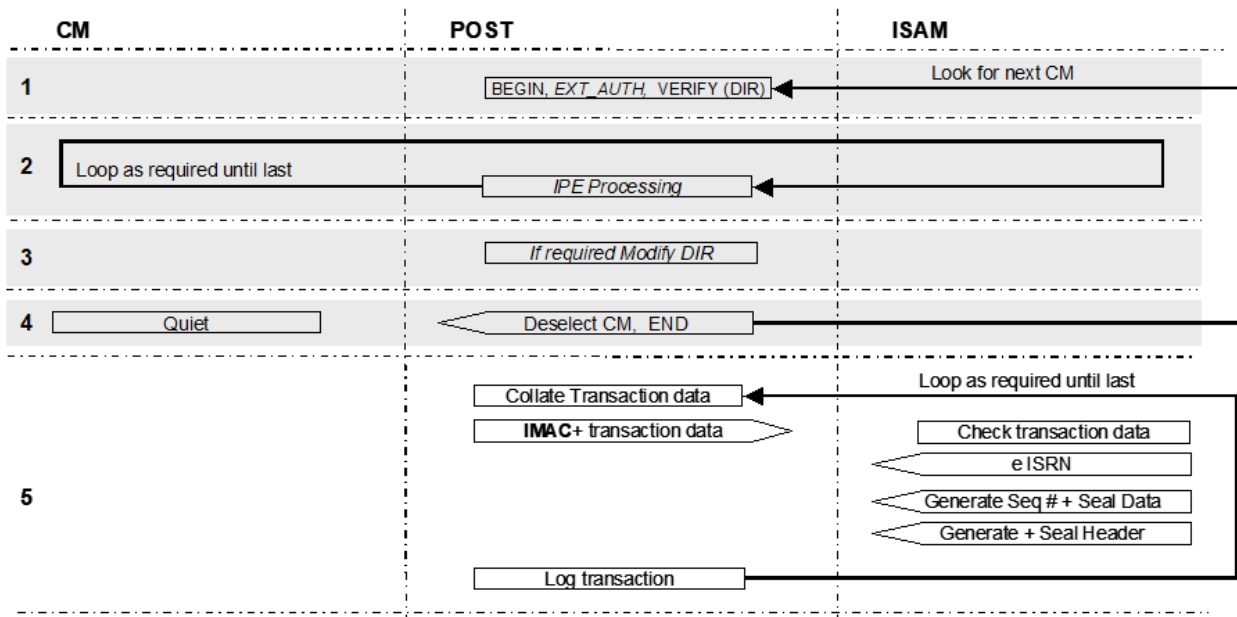 CM POST ISAM
1
BEGIN, EXT_AUTH, VERIFY (DIR)
Look for next CM
2
Loop as required until last
IPE Processing
3
If required Modify DIR
4
Quiet
Deselect CM, END
5
Loop as required until last
Collate Transaction data
IMAC+ transaction data
Check transaction data
e ISRN
Generate Seq # + Seal Data
Generate + Seal Header
Log transaction